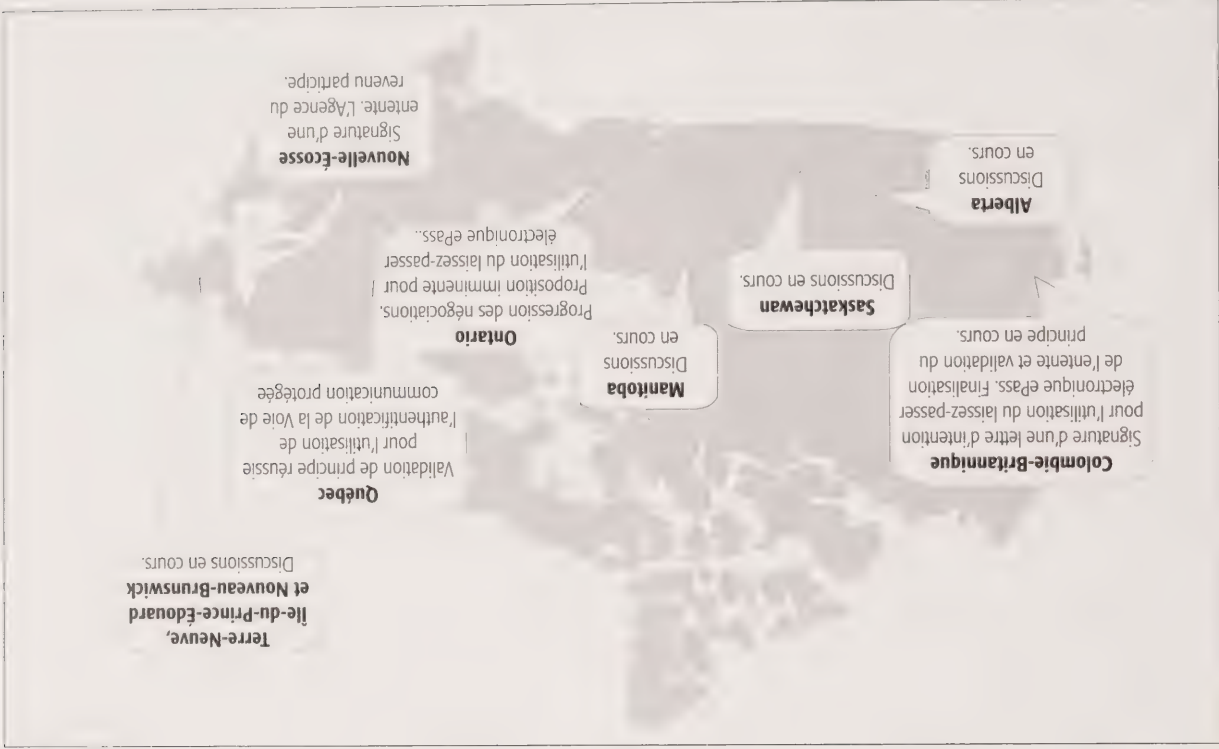 Terre-Neuve,
Île-du-Prince-Édouard
et Nouveau-Brunswick
Discussions en cours.
Québec
Validation de principe réussie
pour l'utilisation de
l'authentification de la Voie de
communication protégée
Colombie-Britannique
Signature d'une lettre d'intention
pour l'utilisation du laissez-passer
électronique ePass. Finalisation
de l'entente et validation du
principe en cours.
Manitoba
Discussions
en cours.
Ontario
Progression des négociations.
Proposition imminente pour
l'utilisation du laissez-passer
électronique ePass..
Saskatchewan
Discussions en cours.
Alberta
Discussions
en cours.
Nouvelle-Écosse
Signature d'une
entente. L'Agence du
revenu participe.